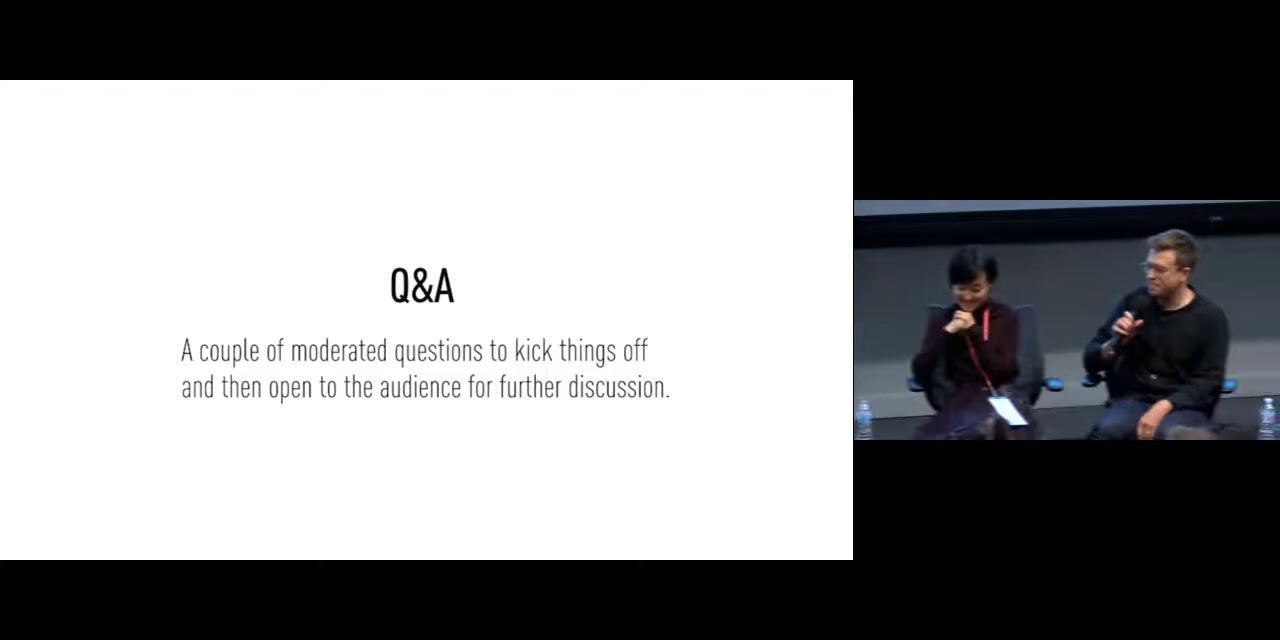 Q&A
A couple of moderated questions to kick things off
and then open to the audience for further discussion.